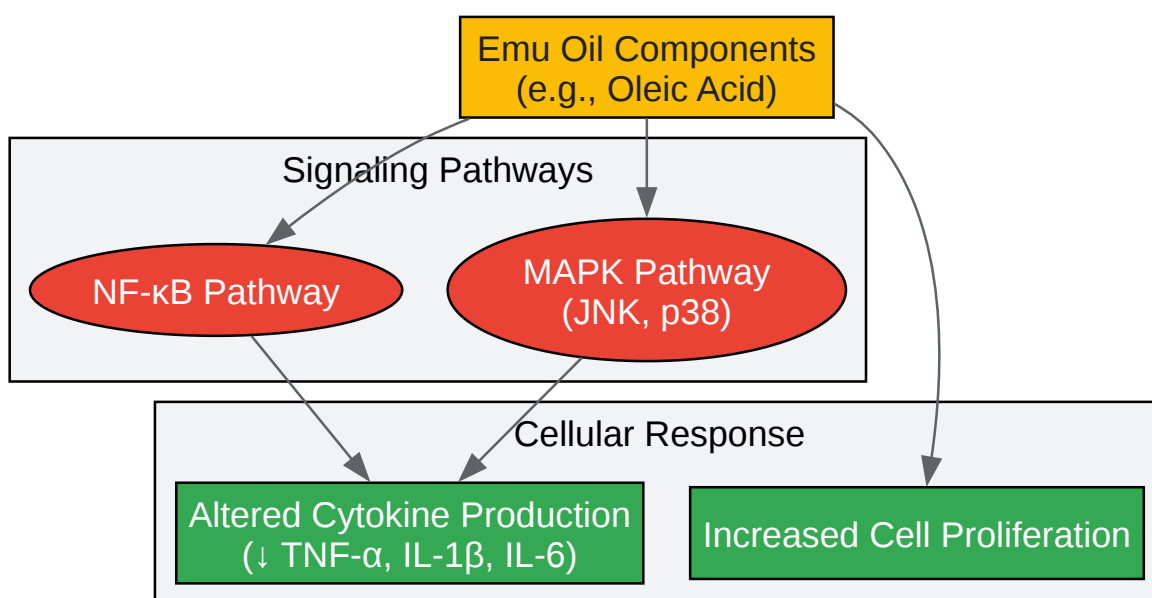 Emu Oil Components
(e.g., Oleic Acid)
Signaling Pathways
NF-κB Pathway
MAPK Pathway
(JNK, p38)
Cellular Response
Altered Cytokine Production
(↓ TNF-α, IL-1β, IL-6)
Increased Cell Proliferation